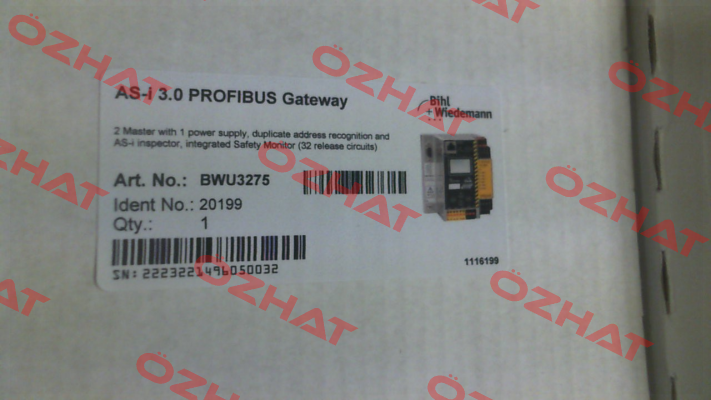 AS-i 3.0 PROFIBUS Gateway
Bihl
+ Wiedemann
2 Master with 1 power supply, duplicate address recognition and
AS-i inspector, integrated Safety Monitor (32 release circuits)
Art. No.: BWU3275
Ident No.: 20199
Qty.: 1
SN: 2223221496050032
1116199
ÖZHAT
ÖZHAT
ÖZHAT
ÖZHAT
ÖZHAT
ÖZHAT
ÖZHAT
ÖZHAT
ÖZHAT